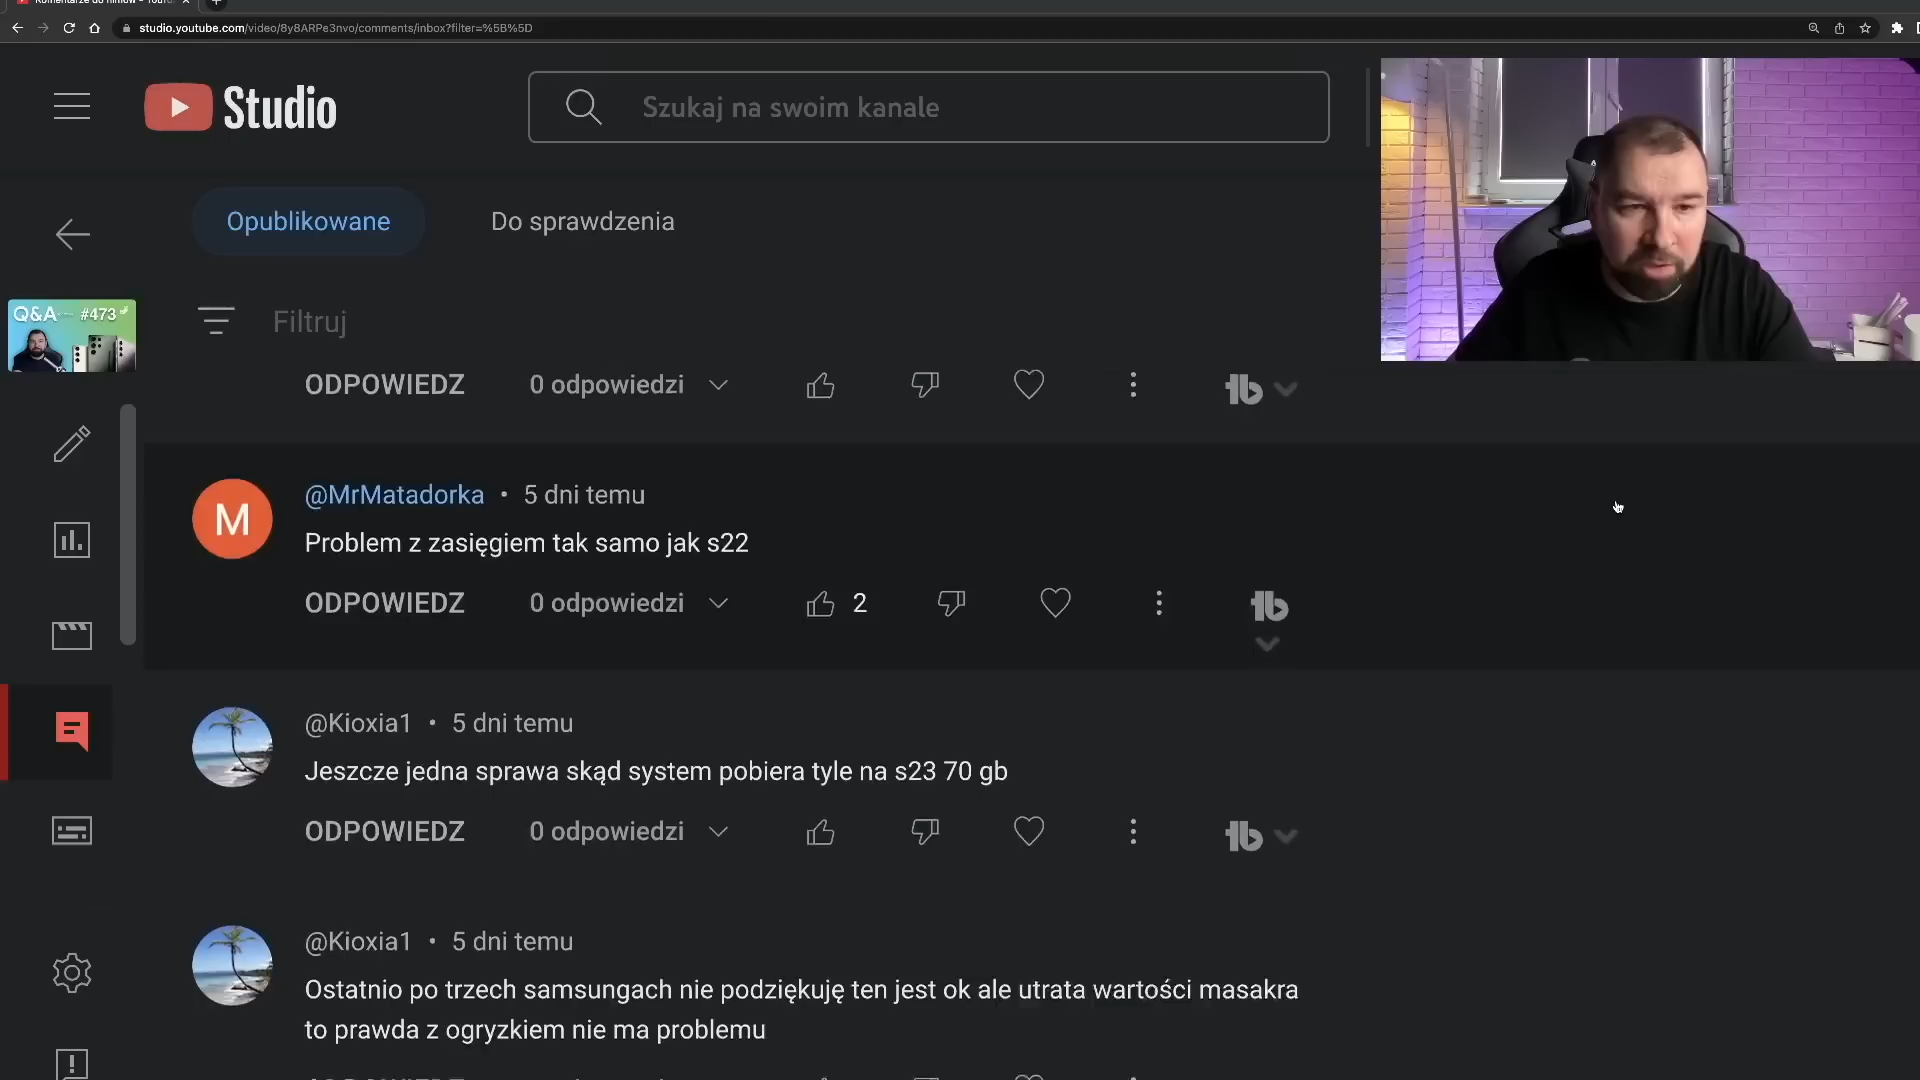 studio.youtube.com/video/8y8ARPe3nvo/comments/inbox?filter=%5B%5D
Studio
Szukaj na swoim kanale
Opublikowane
Do sprawdzenia
Q&A #473
Filtruj
ODPOWIEDZ
0 odpowiedzi
@MrMatadorka • 5 dni temu
Problem z zasięgiem tak samo jak s22
ODPOWIEDZ
0 odpowiedzi
2
@Kioxia1 • 5 dni temu
Jeszcze jedna sprawa skąd system pobiera tyle na s23 70 gb
ODPOWIEDZ
0 odpowiedzi
@Kioxia1 • 5 dni temu
Ostatnio po trzech samsungach nie podziękuję ten jest ok ale utrata wartości masakra
to prawda z ogryzkiem nie ma problemu